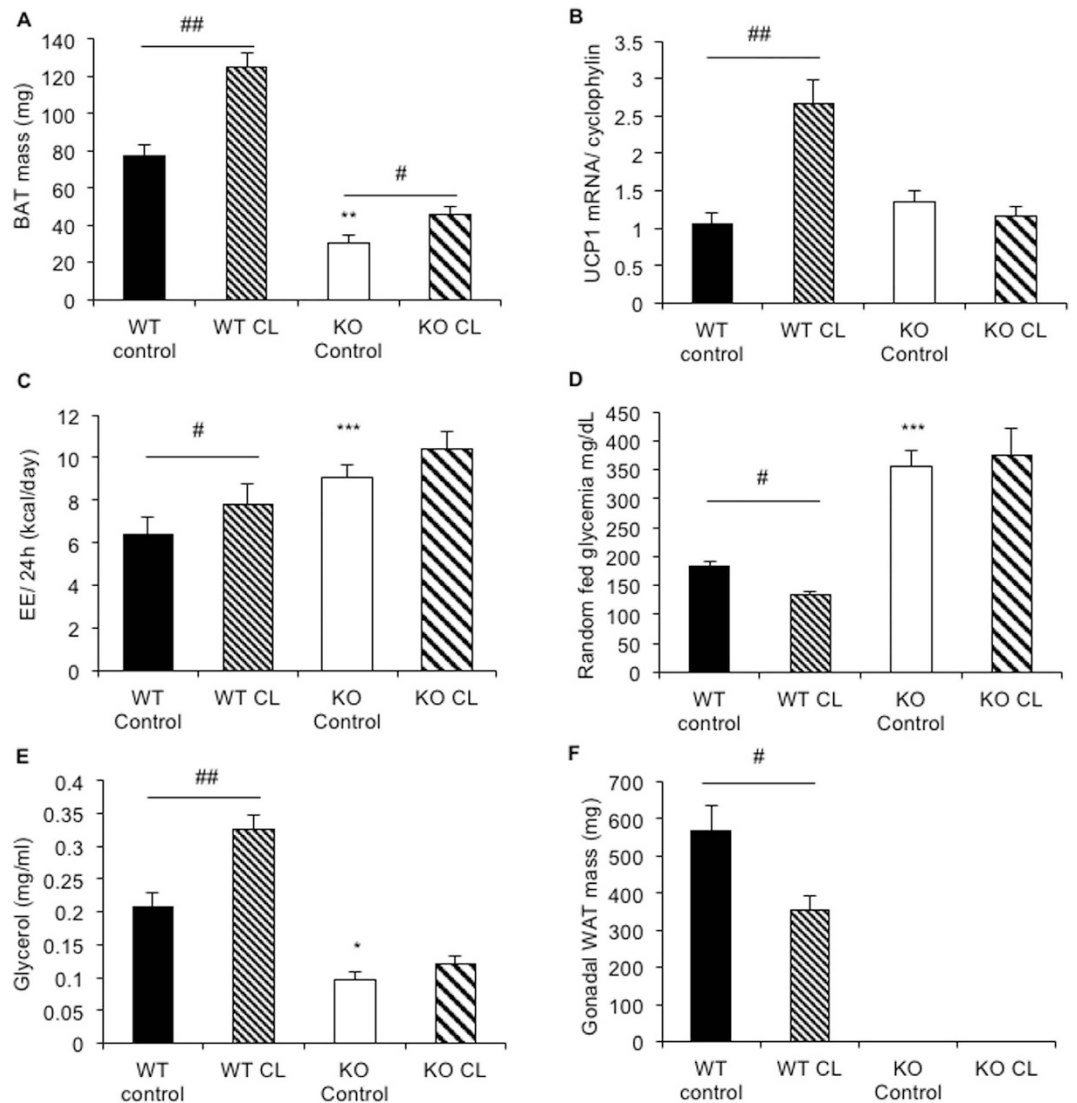 A
##
BAT mass (mg)
140
120
100
80
60
40
20
0
**
#
WT
control
WT CL
KO
Control
KO CL
B
##
UCP1 mRNA/ cyclophylin
3.5
3
2.5
2
1.5
1
0.5
0
WT
control
WT CL
KO
Control
KO CL
C
EE/ 24h (kcal/day)
12
10
8
6
4
2
0
#
***
WT
Control
WT CL
KO
Control
KO CL
D
Random fed glycemia mg/dL
450
400
350
300
250
200
150
100
50
0
#
***
WT
control
WT CL
KO
Control
KO CL
E
##
Glycerol (mg/ml)
0.4
0.35
0.3
0.25
0.2
0.15
0.1
0.05
0
*
WT
control
WT CL
KO
Control
KO CL
F
#
Gonadal WAT mass (mg)
700
600
500
400
300
200
100
0
WT
control
WT CL
KO
Control
KO CL